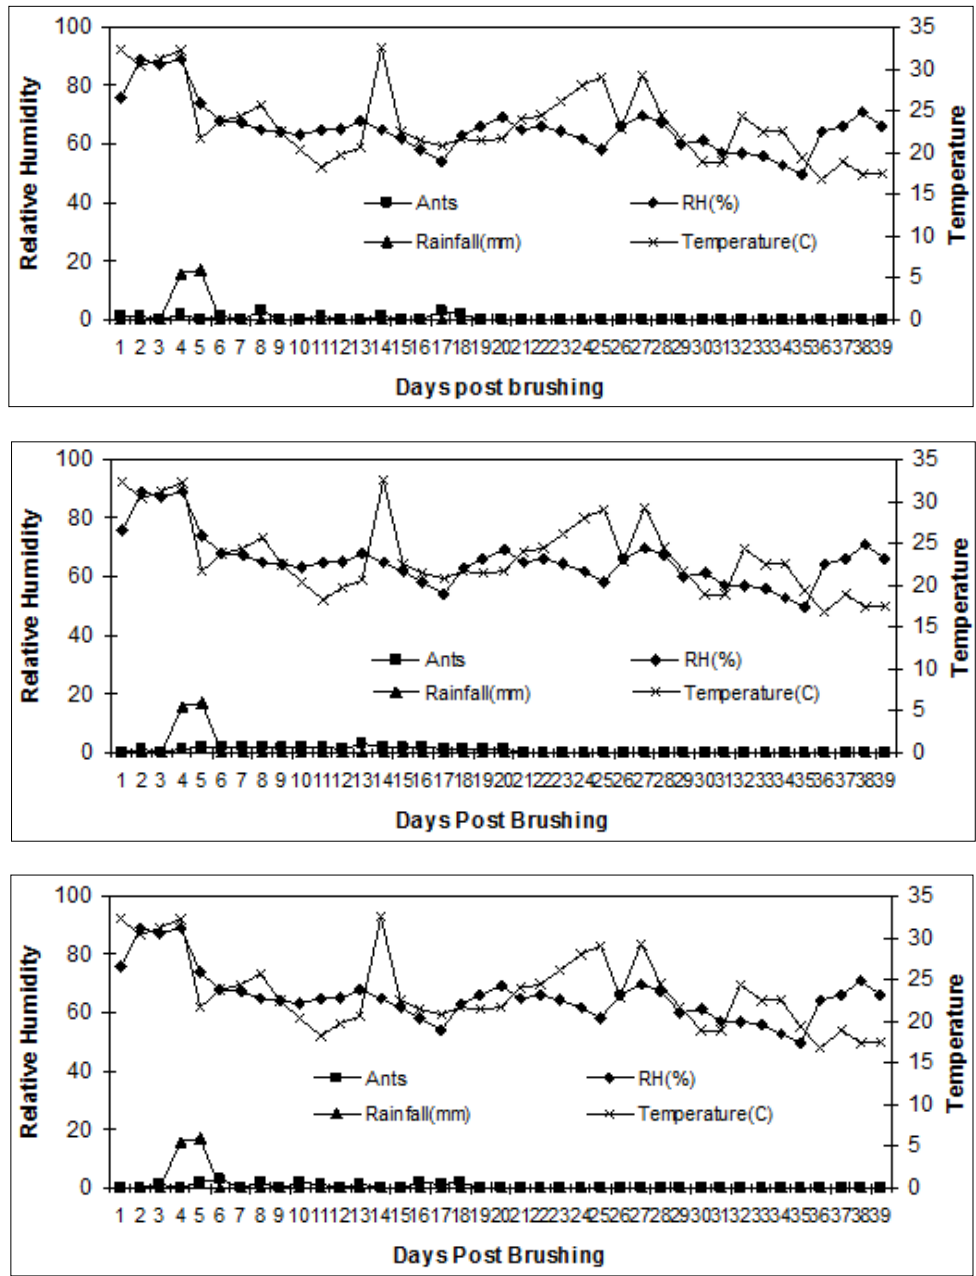 100 35
80 30
60 25
40 20
20 15
0 10
5
0
Relative Humidity
Temperature
Ants RH(%)
Rainfall(mm) Temperature(C)
1 2 3 4 5 6 7 8 9 10 11 12 13 14 15 16 17 18 19 20 21 22 23 24 25 26 27 28 29 30 31 32 33 34 35 36 37 38 39
Days post brushing
100 35
80 30
60 25
40 20
20 15
0 10
5
0
Relative Humidity
Temperature
Ants RH(%)
Rainfall(mm) Temperature(C)
1 2 3 4 5 6 7 8 9 10 11 12 13 14 15 16 17 18 19 20 21 22 23 24 25 26 27 28 29 30 31 32 33 34 35 36 37 38 39
Days Post Brushing
100 35
80 30
60 25
40 20
20 15
0 10
5
0
Relative Humidity
Temperature
Ants RH(%)
Rainfall(mm) Temperature(C)
1 2 3 4 5 6 7 8 9 10 11 12 13 14 15 16 17 18 19 20 21 22 23 24 25 26 27 28 29 30 31 32 33 34 35 36 37 38 39
Days Post Brushing